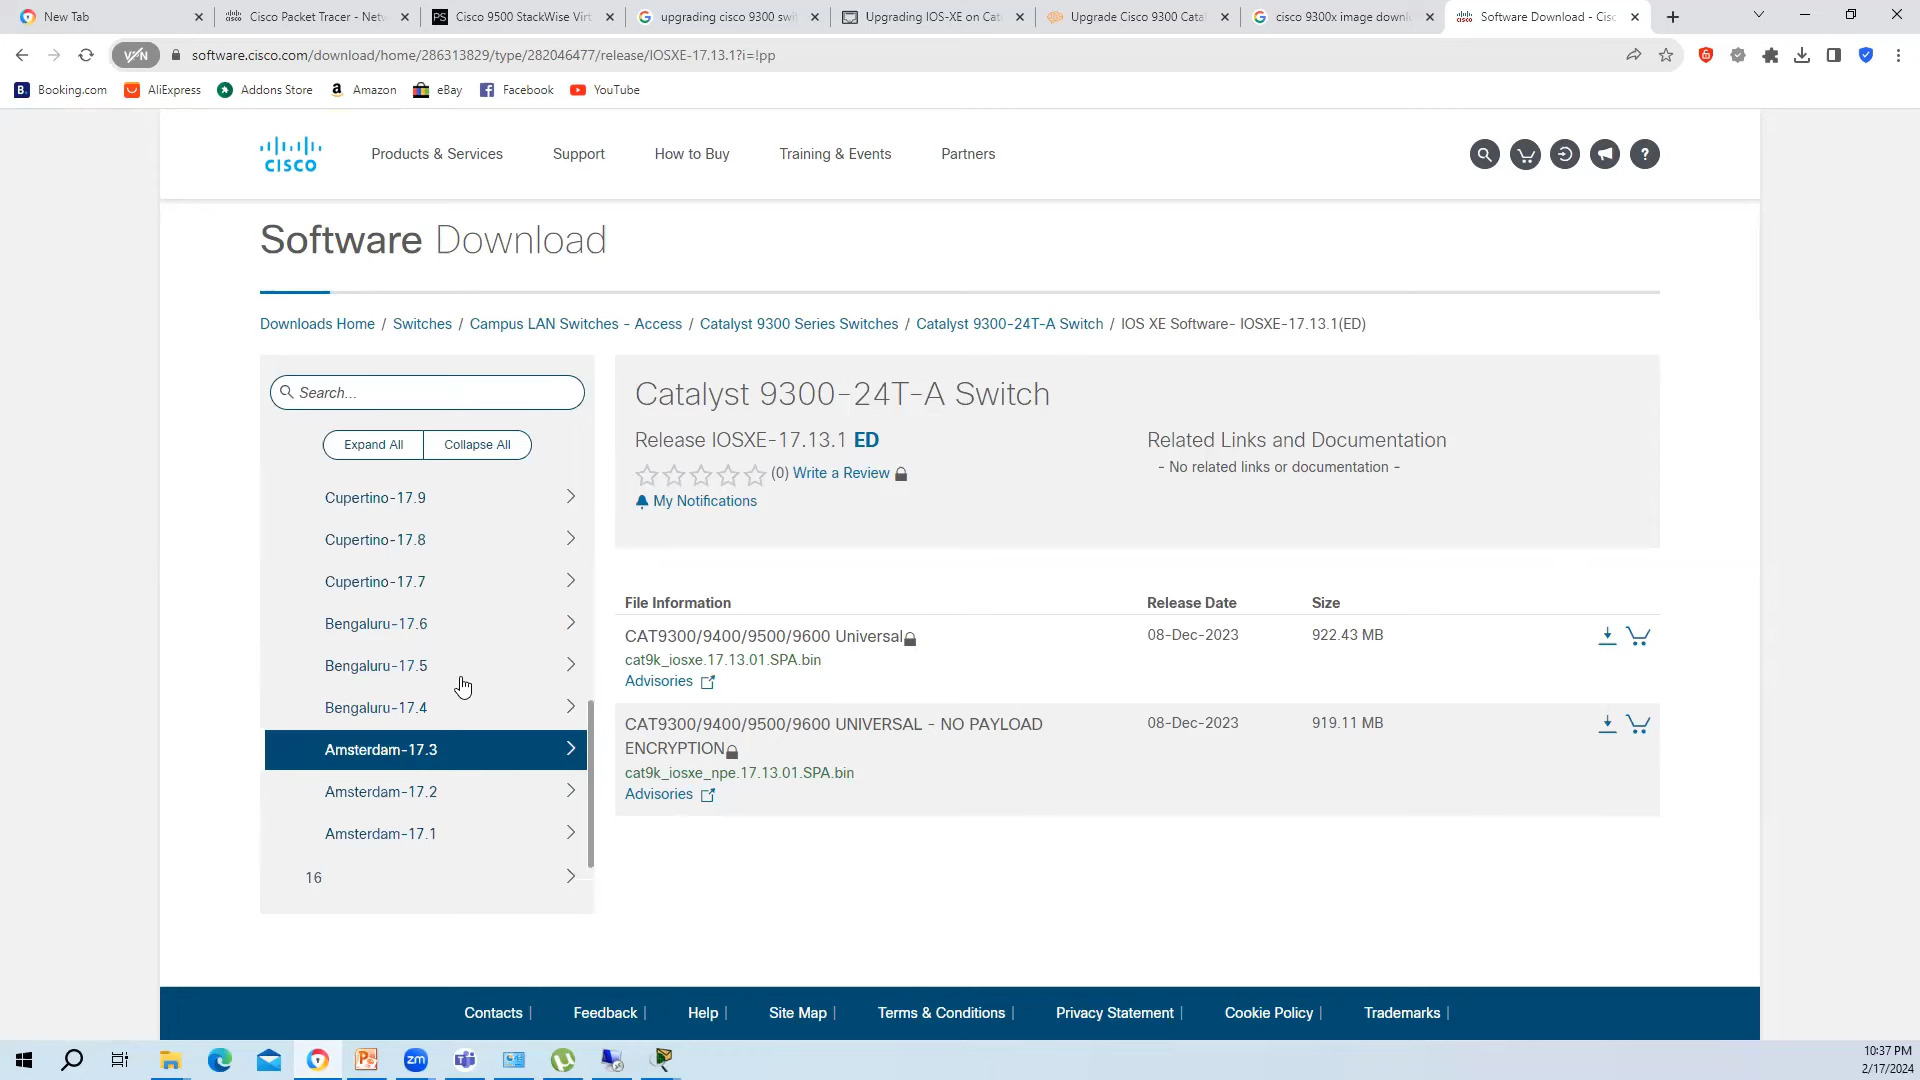 New Tab
Cisco Packet Tracer - Netw
PS Cisco 9500 StackWise Virt
upgrading cisco 9300 swit
Upgrading IOS-XE on Cat
Upgrade Cisco 9300 Cata
cisco 9300x image downl
Software Download - Cisc
VPN
software.cisco.com/download/home/286313829/type/282046477/release/IOSXE-17.13.1?i=!pp
B. Booking.com
AliExpress
Addons Store
a Amazon
eBay
Facebook
YouTube
CISCO
Products & Services
Support
How to Buy
Training & Events
Partners
?
Software Download
Downloads Home / Switches / Campus LAN Switches - Access / Catalyst 9300 Series Switches / Catalyst 9300-24T-A Switch / IOS XE Software- IOSXE-17.13.1(ED)
Search...
Expand All
Collapse All
Cupertino-17.9
Cupertino-17.8
Cupertino-17.7
Bengaluru-17.6
Bengaluru-17.5
Bengaluru-17.4
Amsterdam-17.3
Amsterdam-17.2
Amsterdam-17.1
16
Catalyst 9300-24T-A Switch
Release IOSXE-17.13.1 ED
(0) Write a Review
My Notifications
Related Links and Documentation
- No related links or documentation -
File Information
Release Date
Size
CAT9300/9400/9500/9600 Universal
cat9k_iosxe.17.13.01.SPA.bin
Advisories
08-Dec-2023
922.43 MB
CAT9300/9400/9500/9600 UNIVERSAL - NO PAYLOAD
ENCRYPTION
cat9k_iosxe_npe.17.13.01.SPA.bin
Advisories
08-Dec-2023
919.11 MB
Contacts |
Feedback |
Help |
Site Map |
Terms & Conditions |
Privacy Statement |
Cookie Policy |
Trademarks |
zm
10:37 PM
2/17/2024